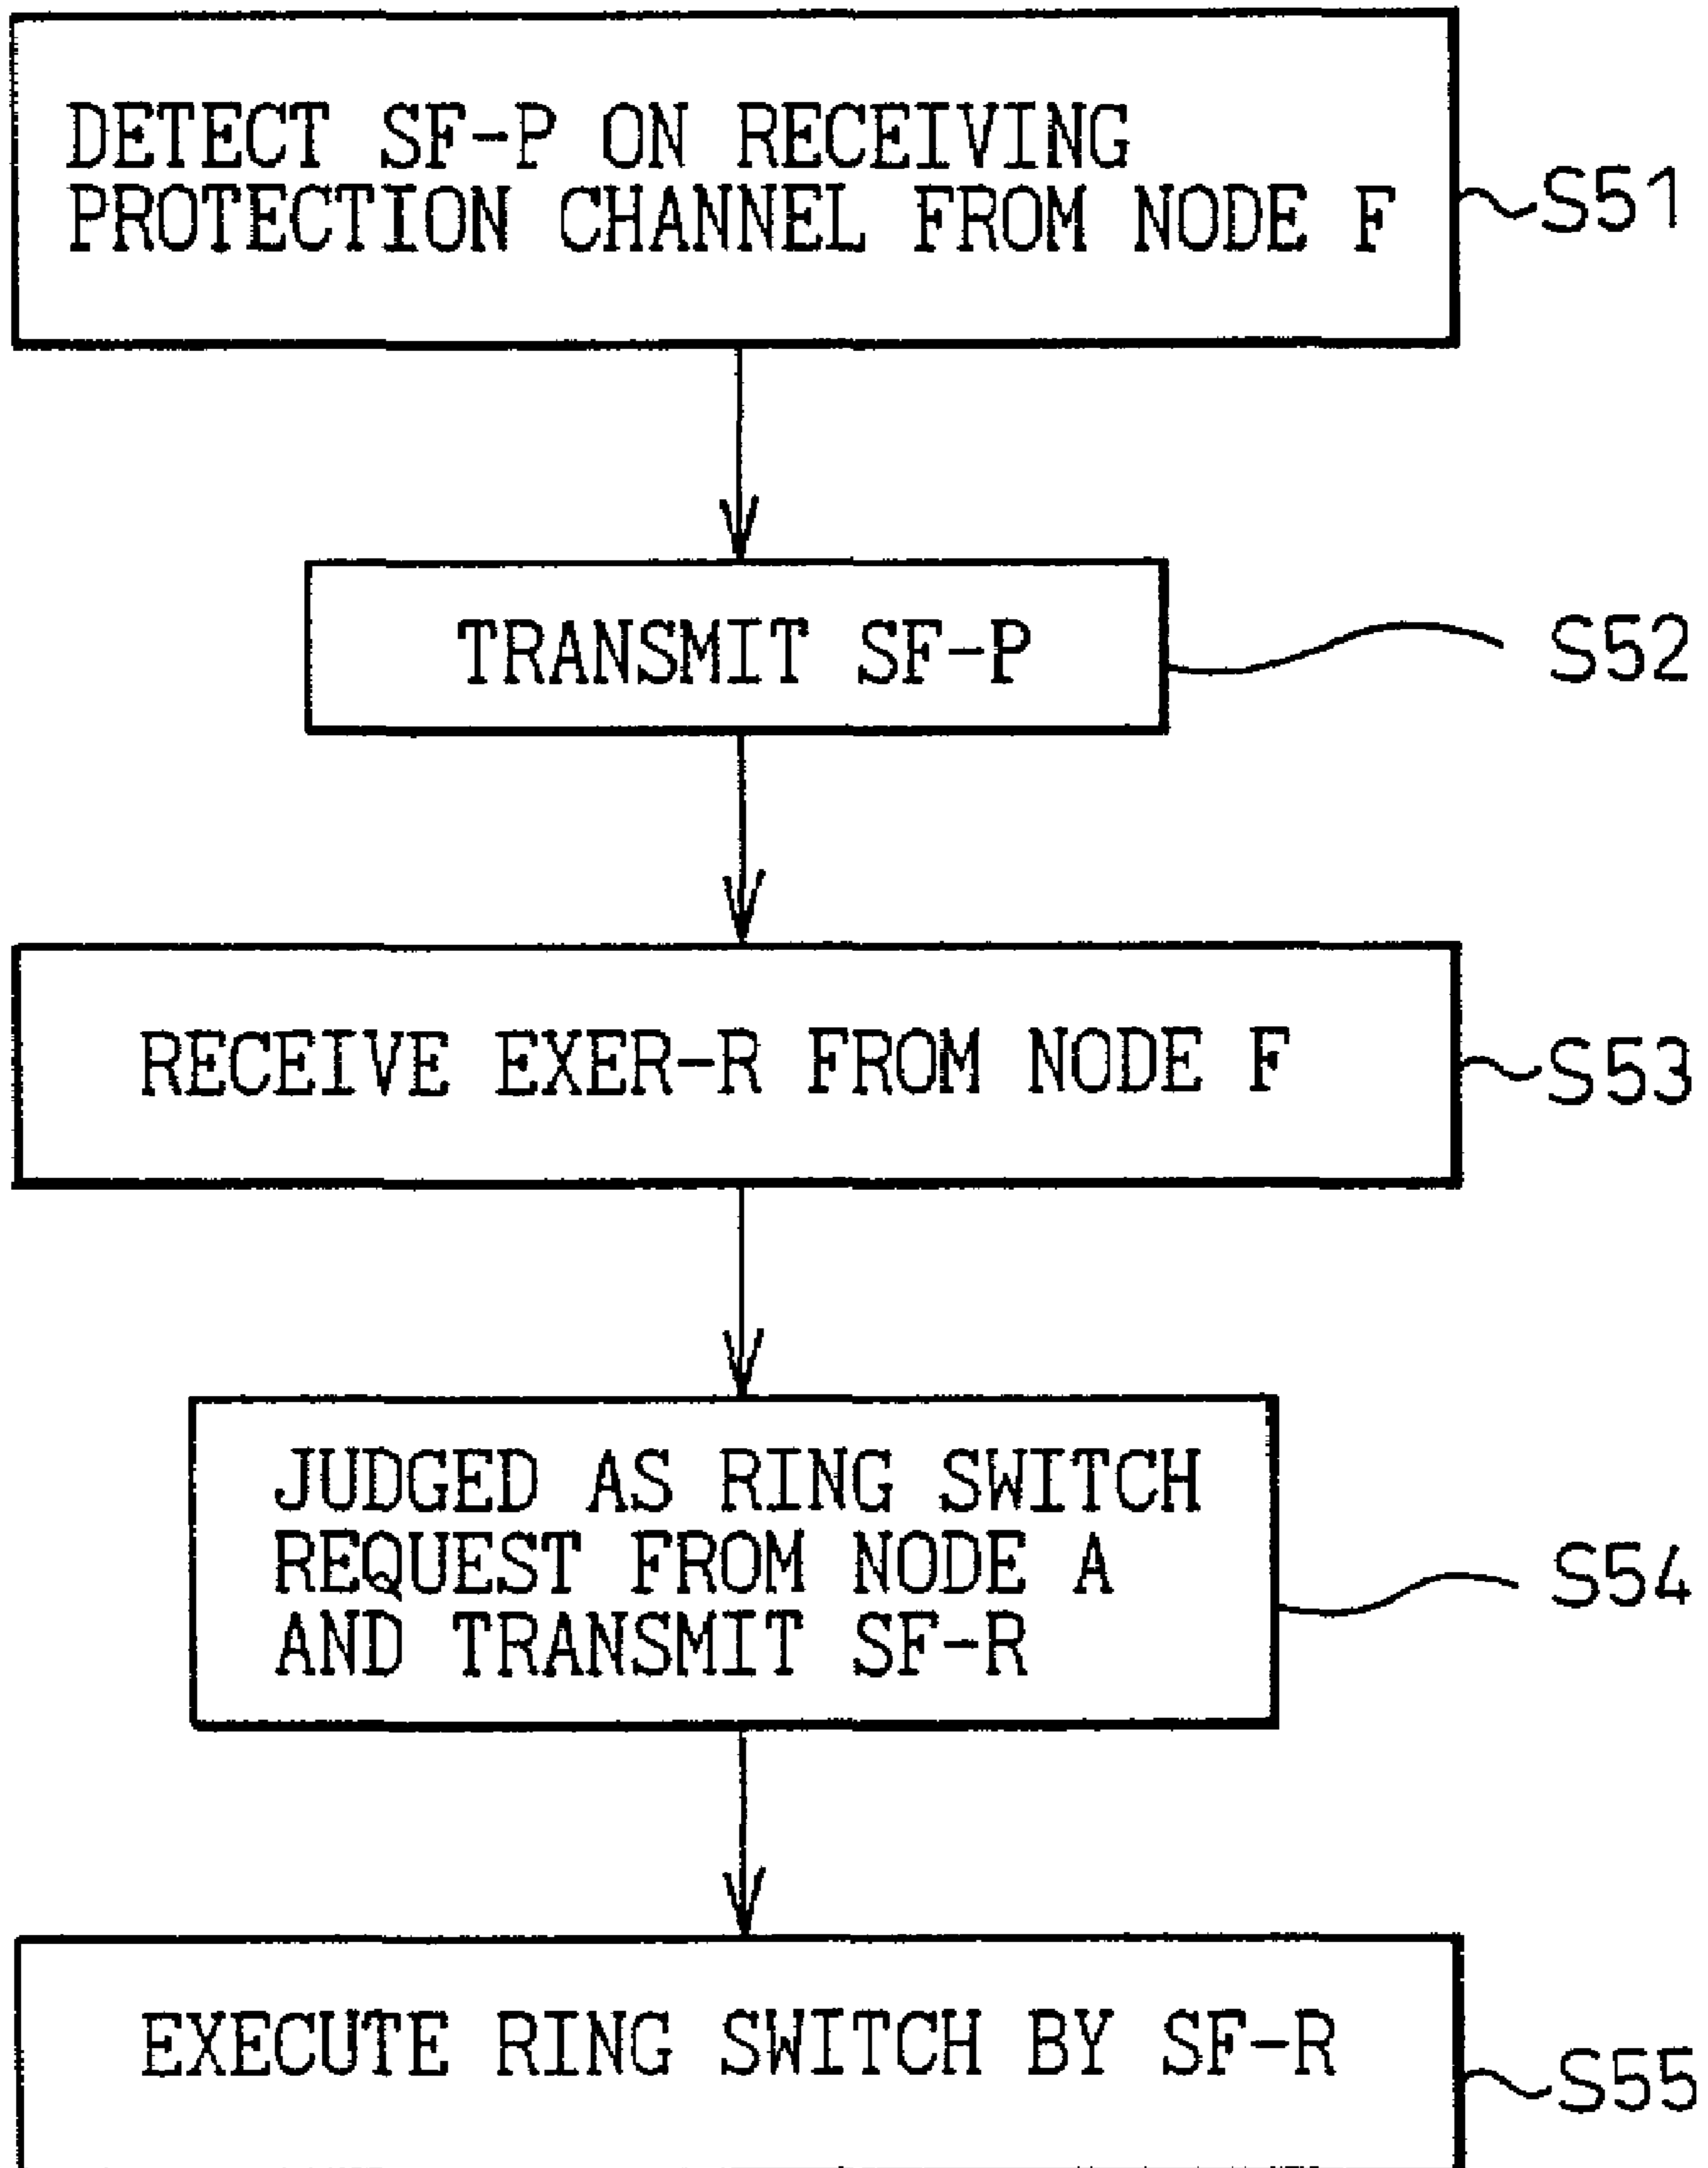 DETECT SF-P ON RECEIVING
PROTECTION CHANNEL FROM NODE F
S51
TRANSMIT SF-P
S52
RECEIVE EXER-R FROM NODE F
S53
JUDGED AS RING SWITCH
REQUEST FROM NODE A
AND TRANSMIT SF-R
S54
EXECUTE RING SWITCH BY SF-R
S55